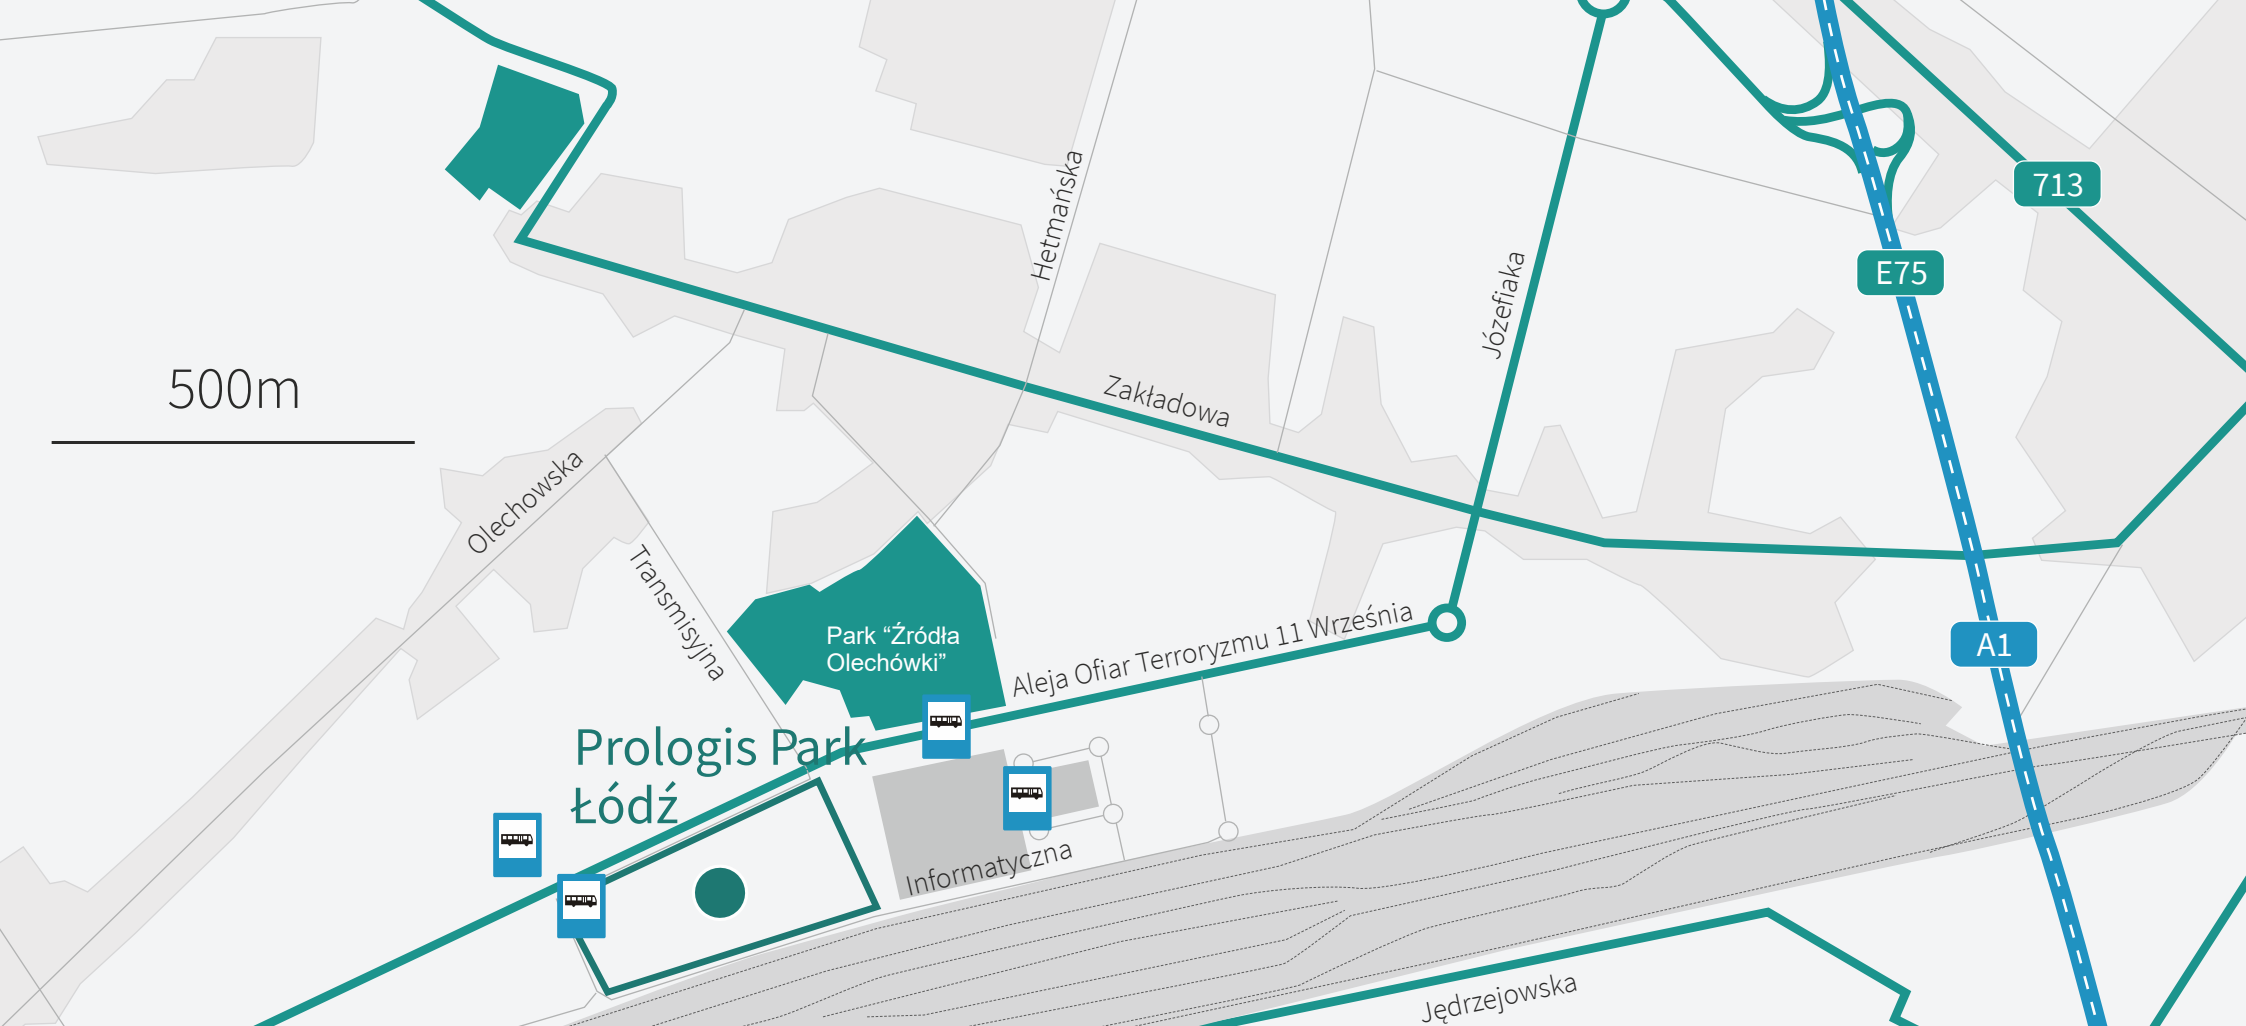 Hetmańska
713
Józefiaka
E75
500m
Zakładowa
Olechowska
Transmisyjna
Park “Źródła
Olechówki”
Aleja Ofiar Terroryzmu 11 Września
A1
Prologis Park
Łódź
Informatyczna
Jędrzejowska